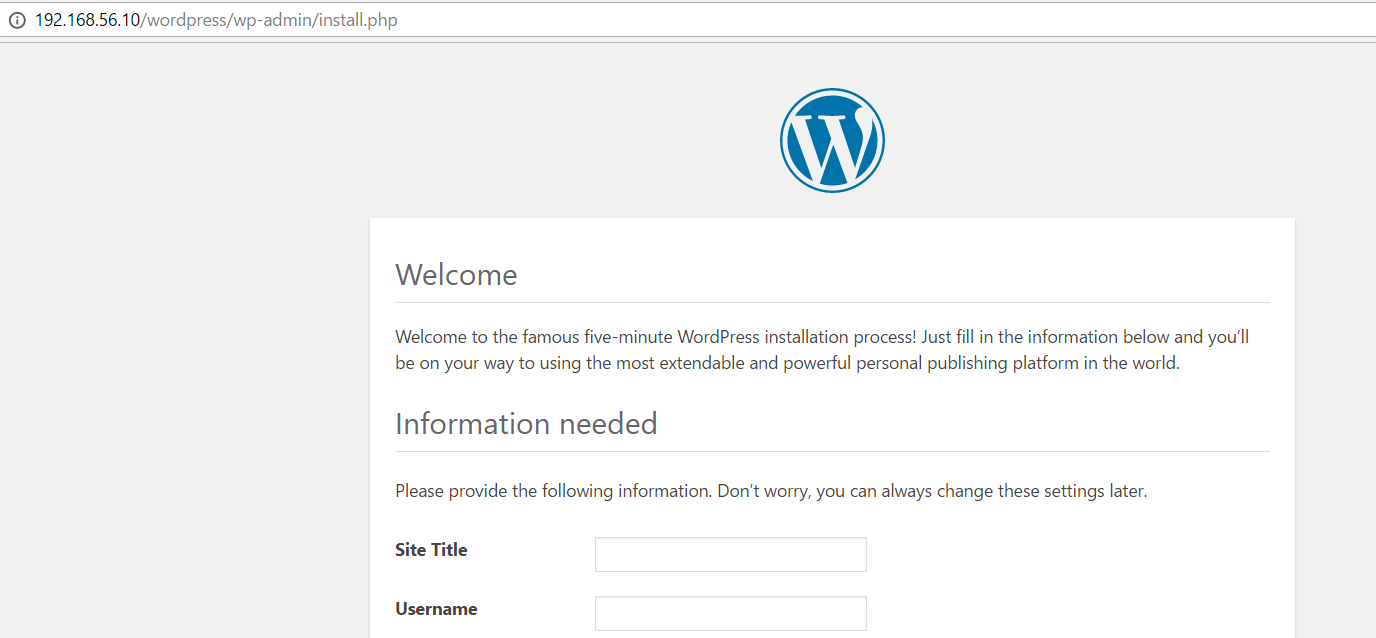 192.168.56.10/wordpress/wp-admin/install.php
Welcome
Welcome to the famous five-minute WordPress installation process! Just fill in the information below and you’ll
be on your way to using the most extendable and powerful personal publishing platform in the world.
Information needed
Please provide the following information. Don’t worry, you can always change these settings later.
Site Title
Username